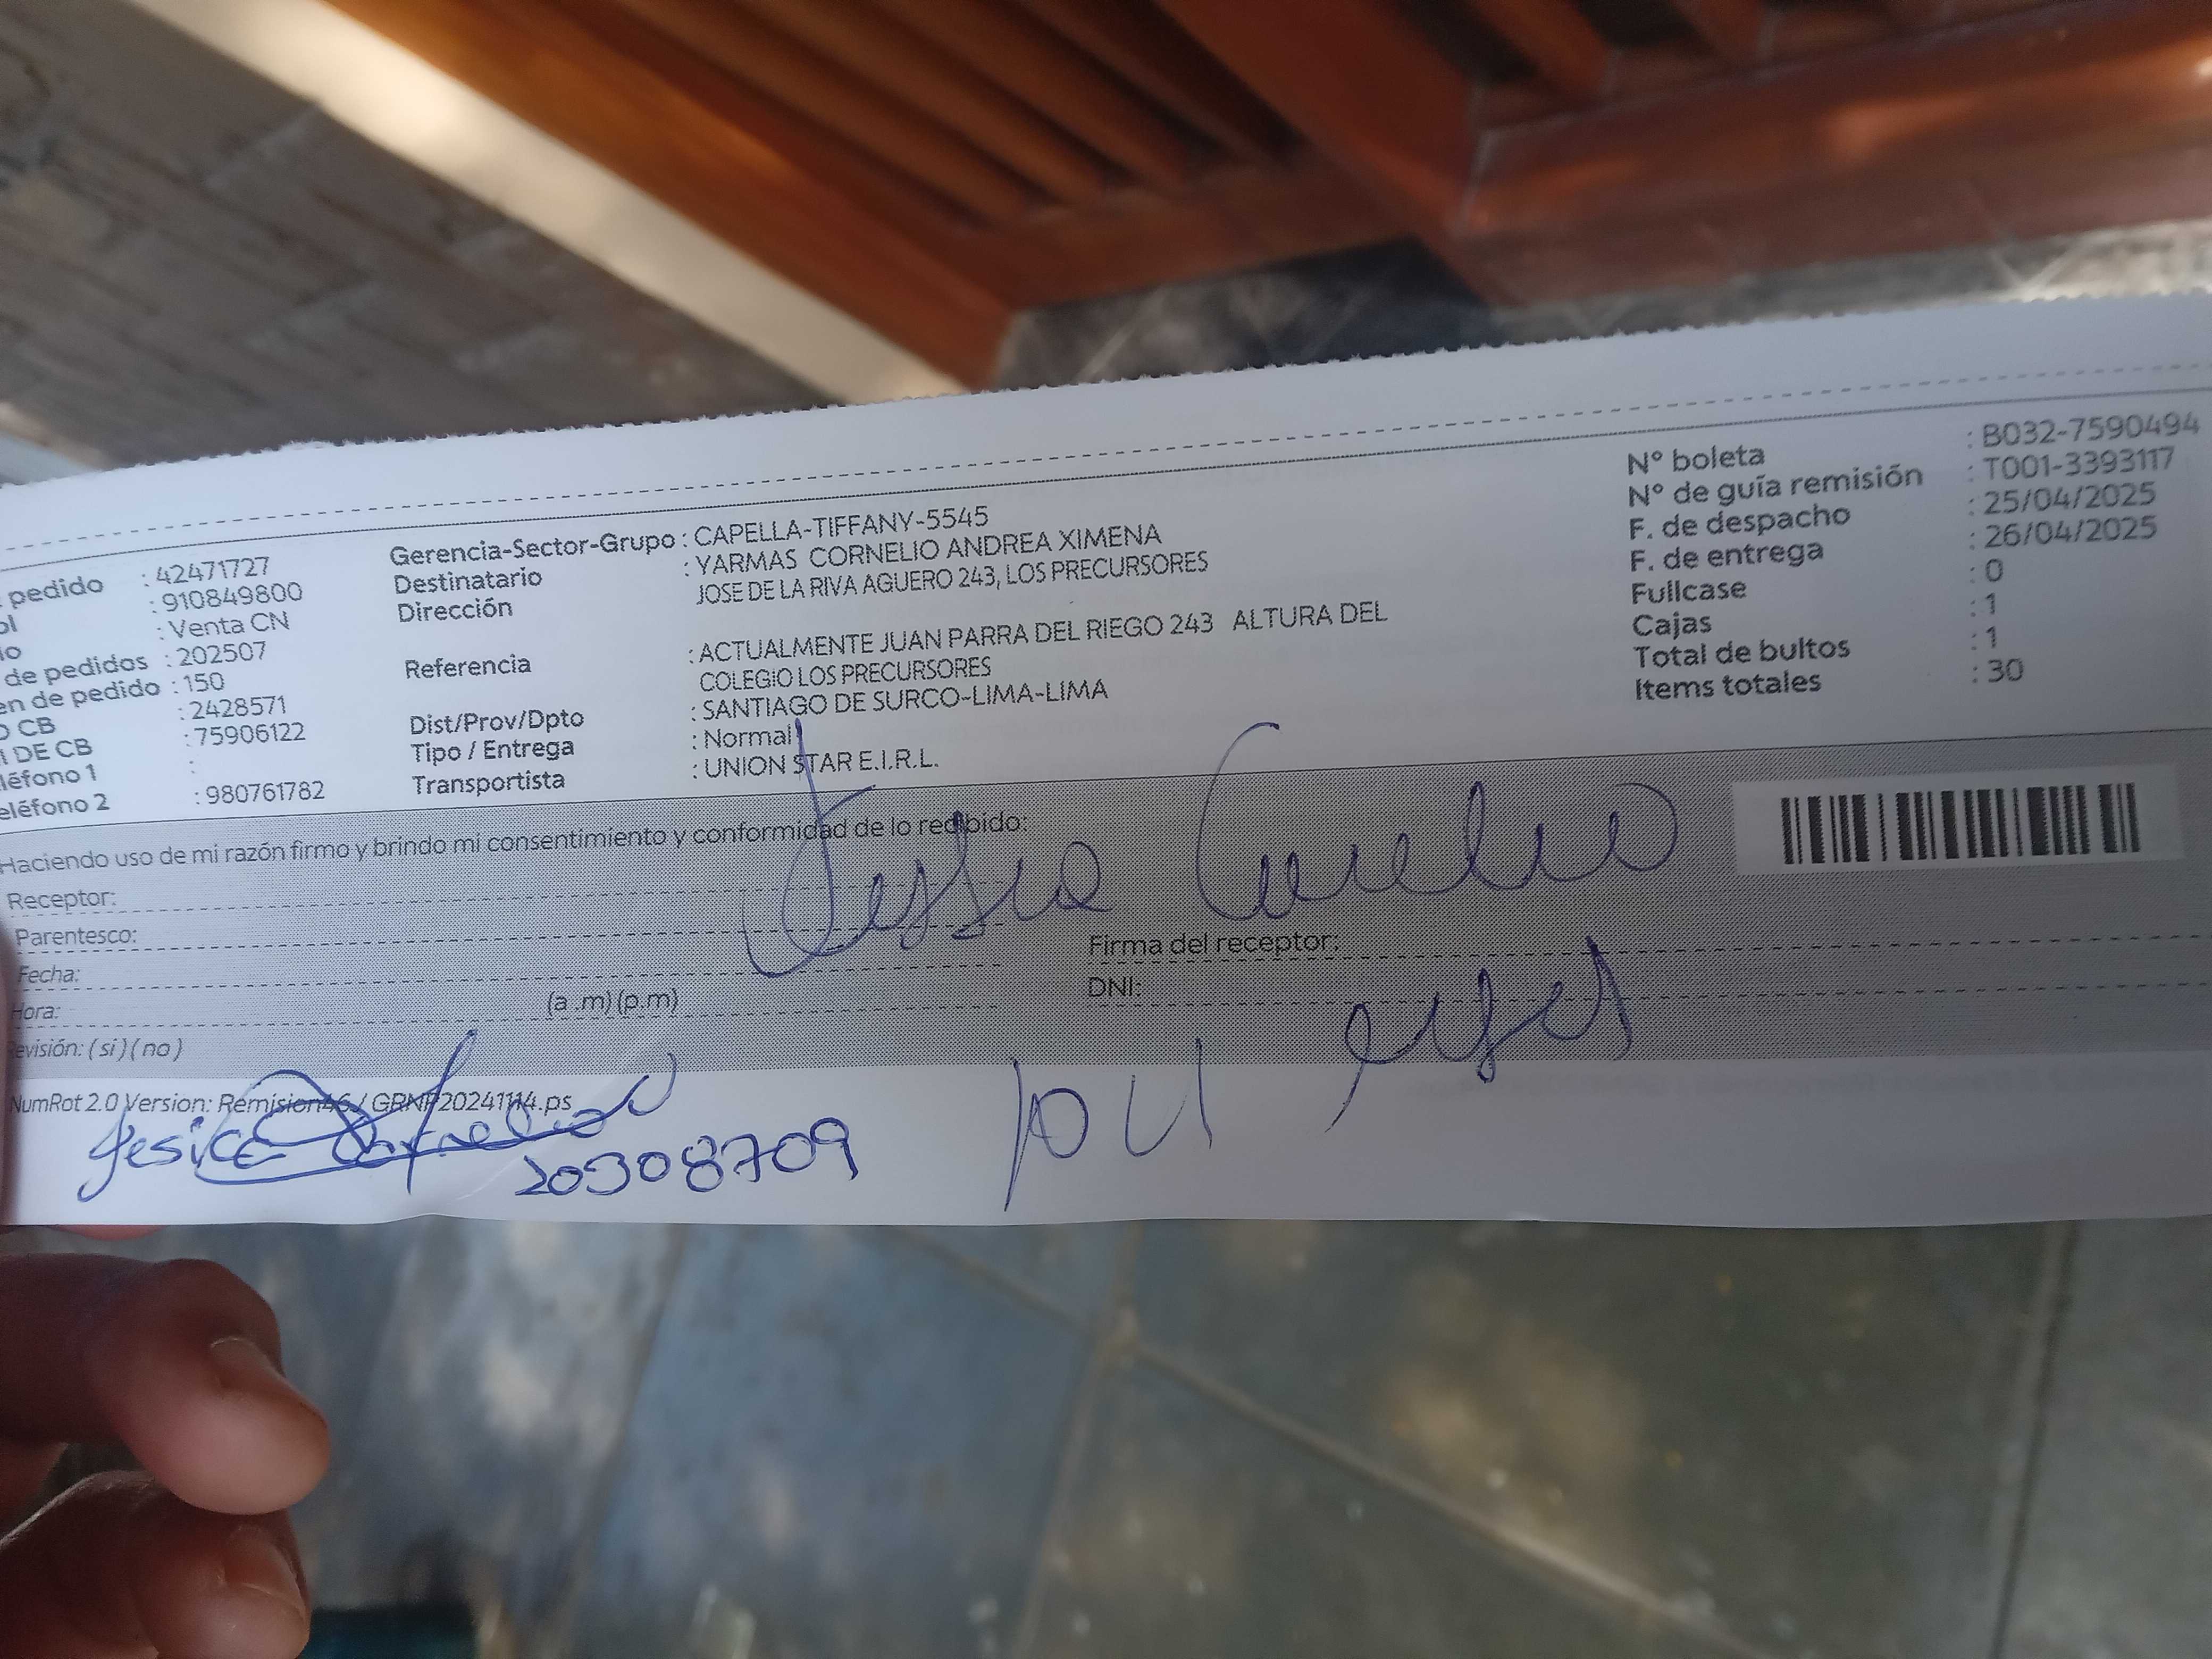 pedido : 42471727
: 910849800
: Venta CN
de pedidos : 202507
en de pedido : 150
CB : 2428571
DE CB : 75906122
léfono 1 :
eléfono 2 : 980761782
Gerencia-Sector-Grupo : CAPELLA-TIFFANY-5545
Destinatario : YARMAS CORNELIO ANDREA XIMENA
Dirección JOSE DE LA RIVA AGUERO 243, LOS PRECURSORES
Referencia : ACTUALMENTE JUAN PARRA DEL RIEGO 243 ALTURA DEL
COLEGIO LOS PRECURSORES
Dist/Prov/Dpto : SANTIAGO DE SURCO-LIMA-LIMA
Tipo / Entrega : Normal
Transportista : UNION STAR E.I.R.L.
N° boleta : B032-7590494
N° de guía remisión : T001-3393117
F. de despacho : 25/04/2025
F. de entrega : 26/04/2025
Fullcase : 0
Cajas : 1
Total de bultos : 1
Items totales : 30
Haciendo uso de mi razón firmo y brindo mi consentimiento y conformidad de lo recibido:
Receptor:
Parentesco:
Fecha:
Hora: (a .m) (p.m)
evisión: ( si ) ( no )
Firma del receptor:
DNI:
NumRot 2.0 Version: Remision46 / GRNP20241114.ps
20308709